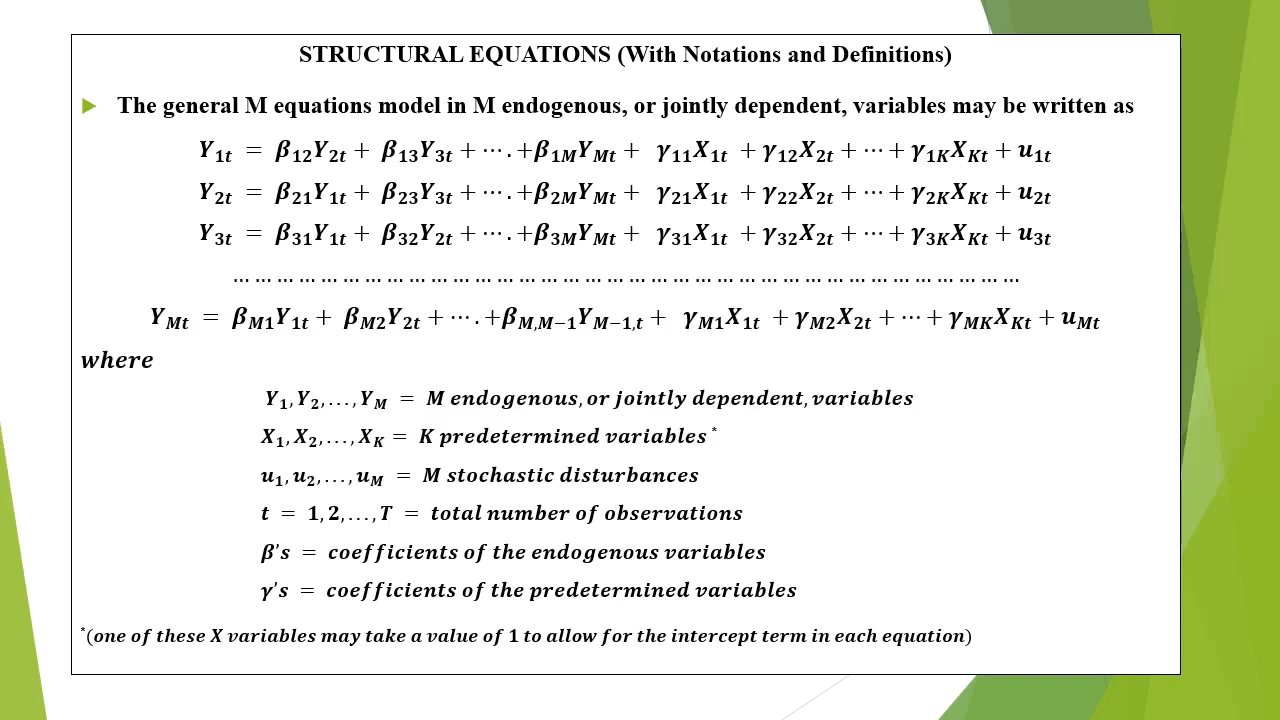 STRUCTURAL EQUATIONS (With Notations and Definitions)
The general M equations model in M endogenous, or jointly dependent, variables may be written as
Y₁ₜ = β₁₂Y₂ₜ + β₁₃Y₃ₜ + ⋯. +β₁MYMₜ + γ₁₁X₁ₜ + γ₁₂X₂ₜ + ⋯ + γ₁KXKₜ + u₁ₜ
Y₂ₜ = β₂₁Y₁ₜ + β₂₃Y₃ₜ + ⋯. +β₂MYMₜ + γ₂₁X₁ₜ + γ₂₂X₂ₜ + ⋯ + γ₂KXKₜ + u₂ₜ
Y₃ₜ = β₃₁Y₁ₜ + β₃₂Y₂ₜ + ⋯. +β₃MYMₜ + γ₃₁X₁ₜ + γ₃₂X₂ₜ + ⋯ + γ₃KXKₜ + u₃ₜ
… … … … … … … … … … … … … … … … … … … … … … … … … … … … … … … … … … … …
YMₜ = βM₁Y₁ₜ + βM₂Y₂ₜ + ⋯. +βM,M−₁YM−₁,ₜ + γM₁X₁ₜ + γM₂X₂ₜ + ⋯ + γMKXKₜ + uMₜ
where
Y₁, Y₂, …, YM = M endogenous, or jointly dependent, variables
X₁, X₂, …, XK = K predetermined variables*
u₁, u₂, …, uM = M stochastic disturbances
t = 1, 2, …, T = total number of observations
β's = coefficients of the endogenous variables
γ's = coefficients of the predetermined variables
*(one of these X variables may take a value of 1 to allow for the intercept term in each equation)